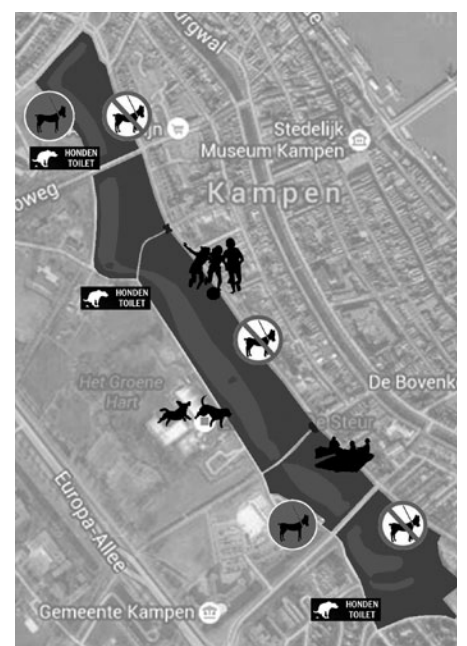 urgwal
ijn
Stedelijk
Museum Kampen
HONDEN
TOILET
oweg
Kampen
HONDEN
TOILET
De Bovenk
Het Groene
Hart
e Steur
Europa-Allee
HONDEN
TOILET
Gemeente Kampen